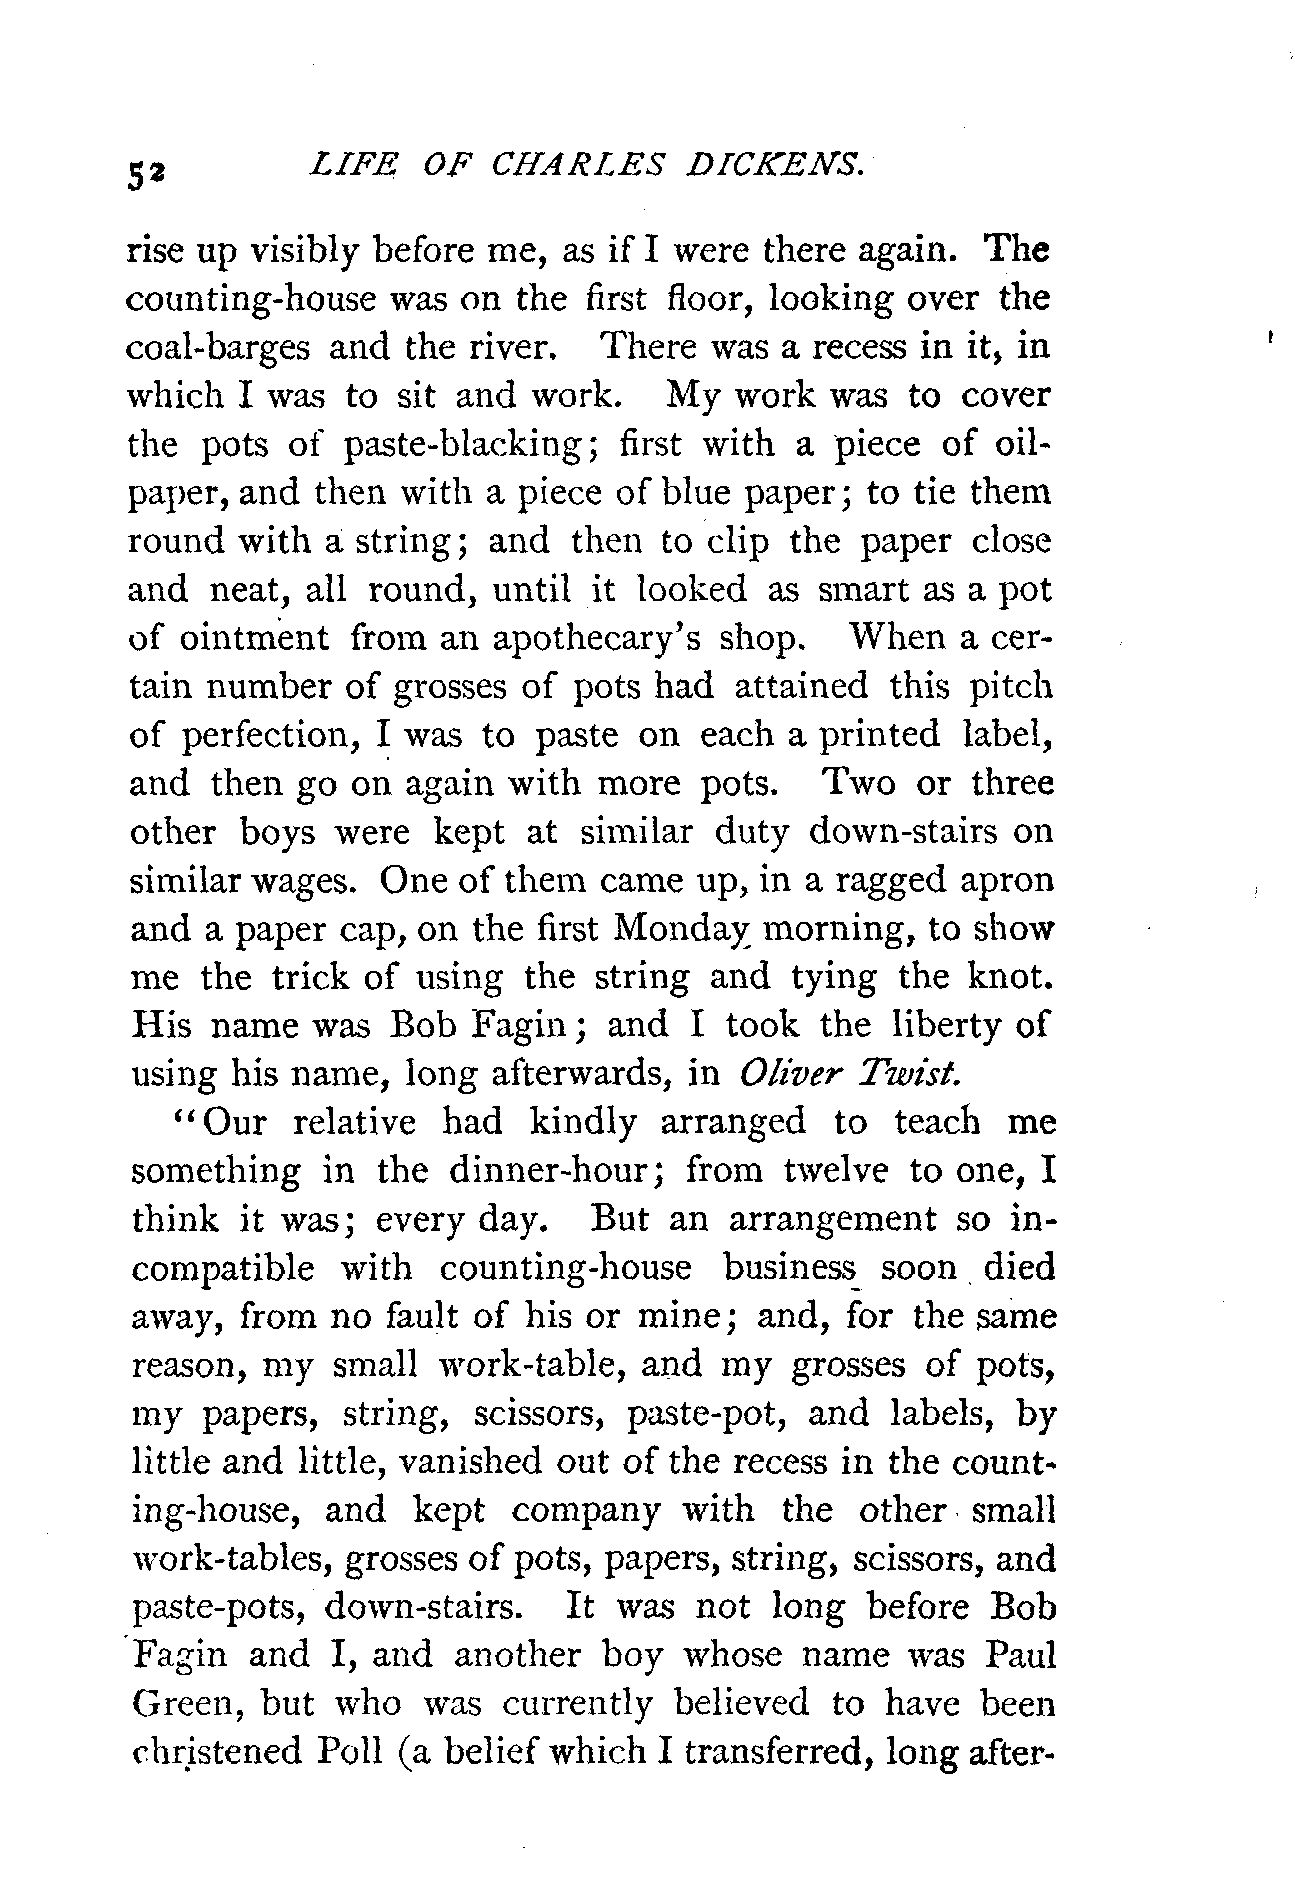 52 LIFE OF CHARLES DICKENS.
rise up visibly before me, as if I were there again. The
counting-house was on the first floor, looking over the
coal-barges and the river. There was a recess in it, in
which I was to sit and work. My work was to cover
the pots of paste-blacking; first with a piece of oil-
paper, and then with a piece of blue paper; to tie them
round with a string; and then to clip the paper close
and neat, all round, until it looked as smart as a pot
of ointment from an apothecary's shop. When a cer-
tain number of grosses of pots had attained this pitch
of perfection, I was to paste on each a printed label,
and then go on again with more pots. Two or three
other boys were kept at similar duty down-stairs on
similar wages. One of them came up, in a ragged apron
and a paper cap, on the first Monday morning, to show
me the trick of using the string and tying the knot.
His name was Bob Fagin; and I took the liberty of
using his name, long afterwards, in Oliver Twist.
"Our relative had kindly arranged to teach me
something in the dinner-hour; from twelve to one, I
think it was; every day. But an arrangement so in-
compatible with counting-house business soon died
away, from no fault of his or mine; and, for the same
reason, my small work-table, and my grosses of pots,
my papers, string, scissors, paste-pot, and labels, by
little and little, vanished out of the recess in the count-
ing-house, and kept company with the other small
work-tables, grosses of pots, papers, string, scissors, and
paste-pots, down-stairs. It was not long before Bob
Fagin and I, and another boy whose name was Paul
Green, but who was currently believed to have been
christened Poll (a belief which I transferred, long after-